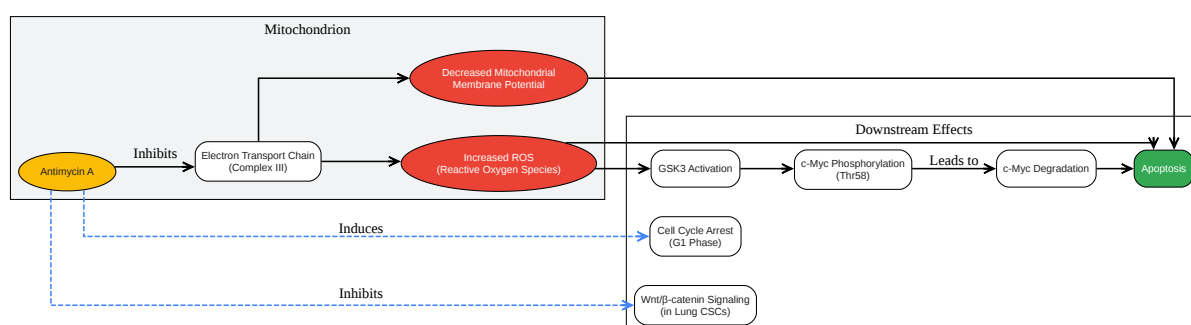 Mitochondrion
Decreased Mitochondrial
Membrane Potential
Downstream Effects
Inhibits
Antimycin A
Electron Transport Chain
(Complex III)
Increased ROS
(Reactive Oxygen Species)
GSK3 Activation
c-Myc Phosphorylation
(Thr58)
Leads to
c-Myc Degradation
Apoptosis
Induces
Cell Cycle Arrest
(G1 Phase)
Inhibits
Wnt/β-catenin Signaling
(in Lung CSCs)